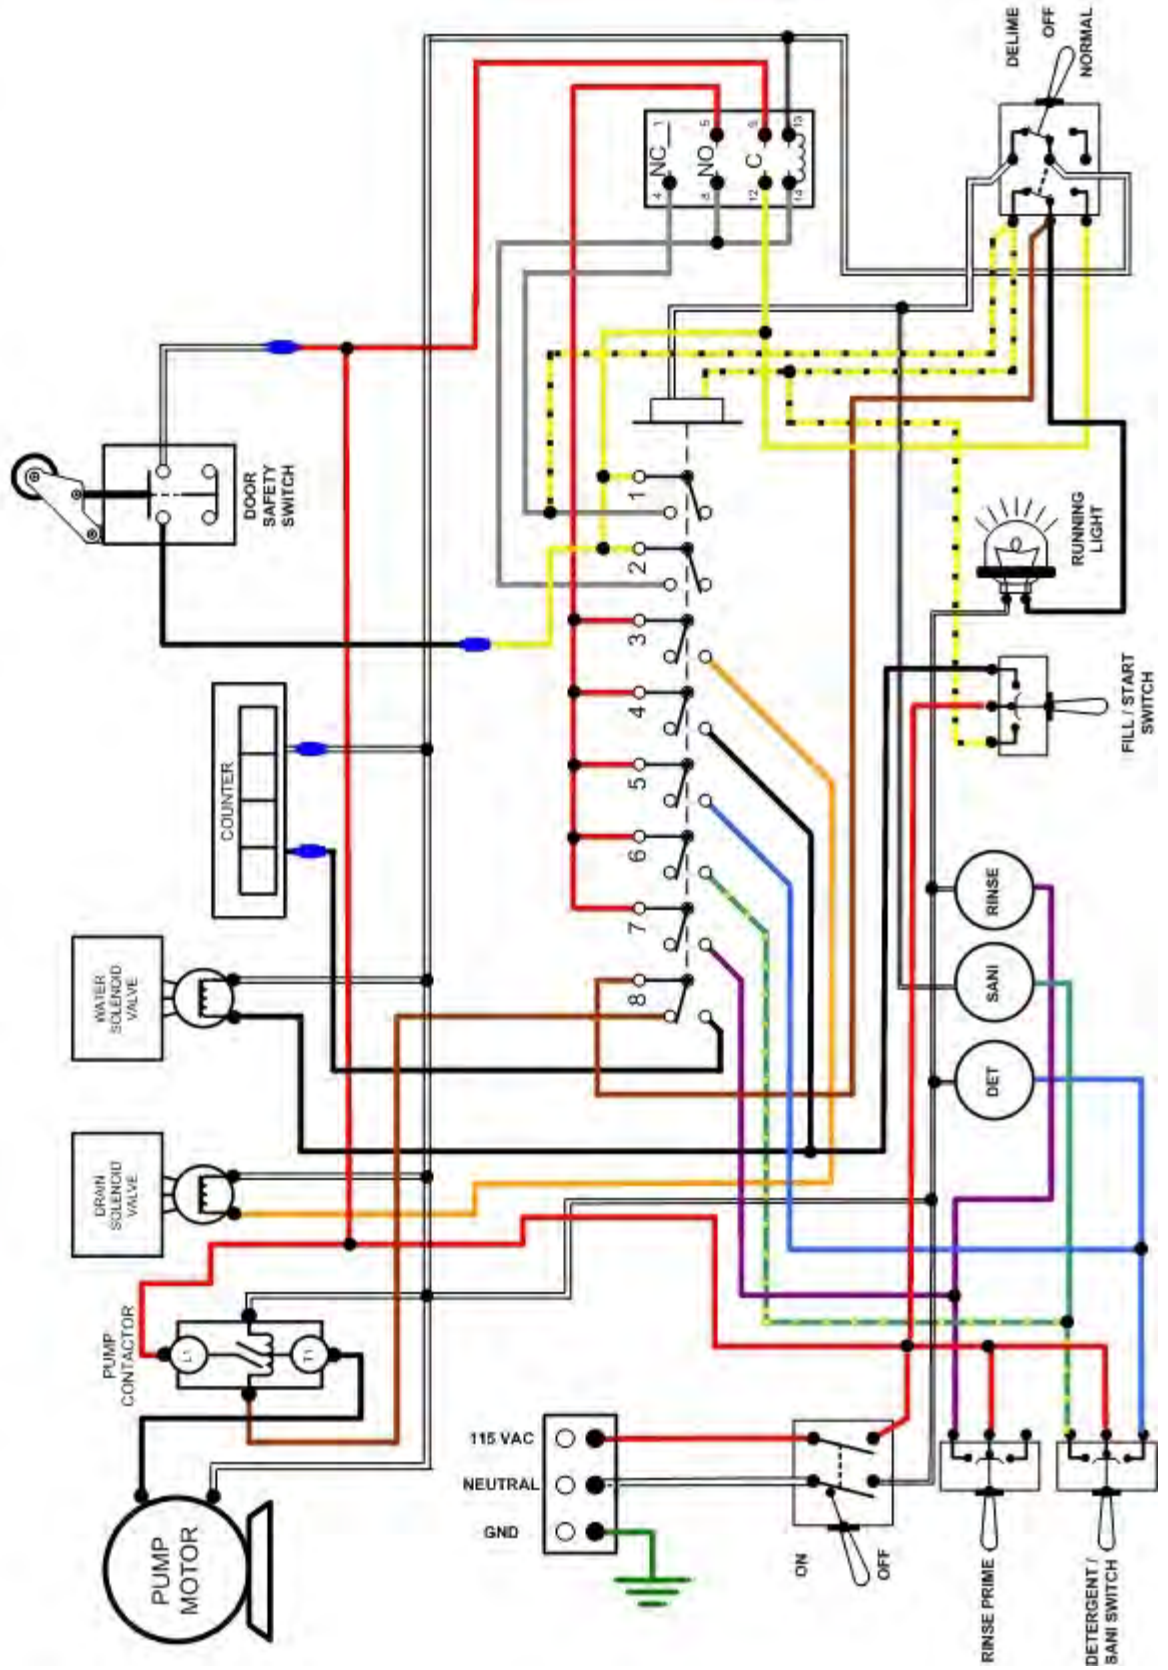 DELIME
OFF
NORMAL
NC
NO
C
1
4
8
12
13
14
DOOR
SAFETY
SWITCH
1
2
3
4
5
6
7
8
RUNNING
LIGHT
FILL / START
SWITCH
COUNTER
WATER
SOLENOID
VALVE
DRAIN
SOLENOID
VALVE
RINSE
SANI
DET
PUMP
CONTACTOR
L1
T1
PUMP
MOTOR
115 VAC
NEUTRAL
GND
ON
OFF
RINSE PRIME
DETERGENT /
SANI SWITCH